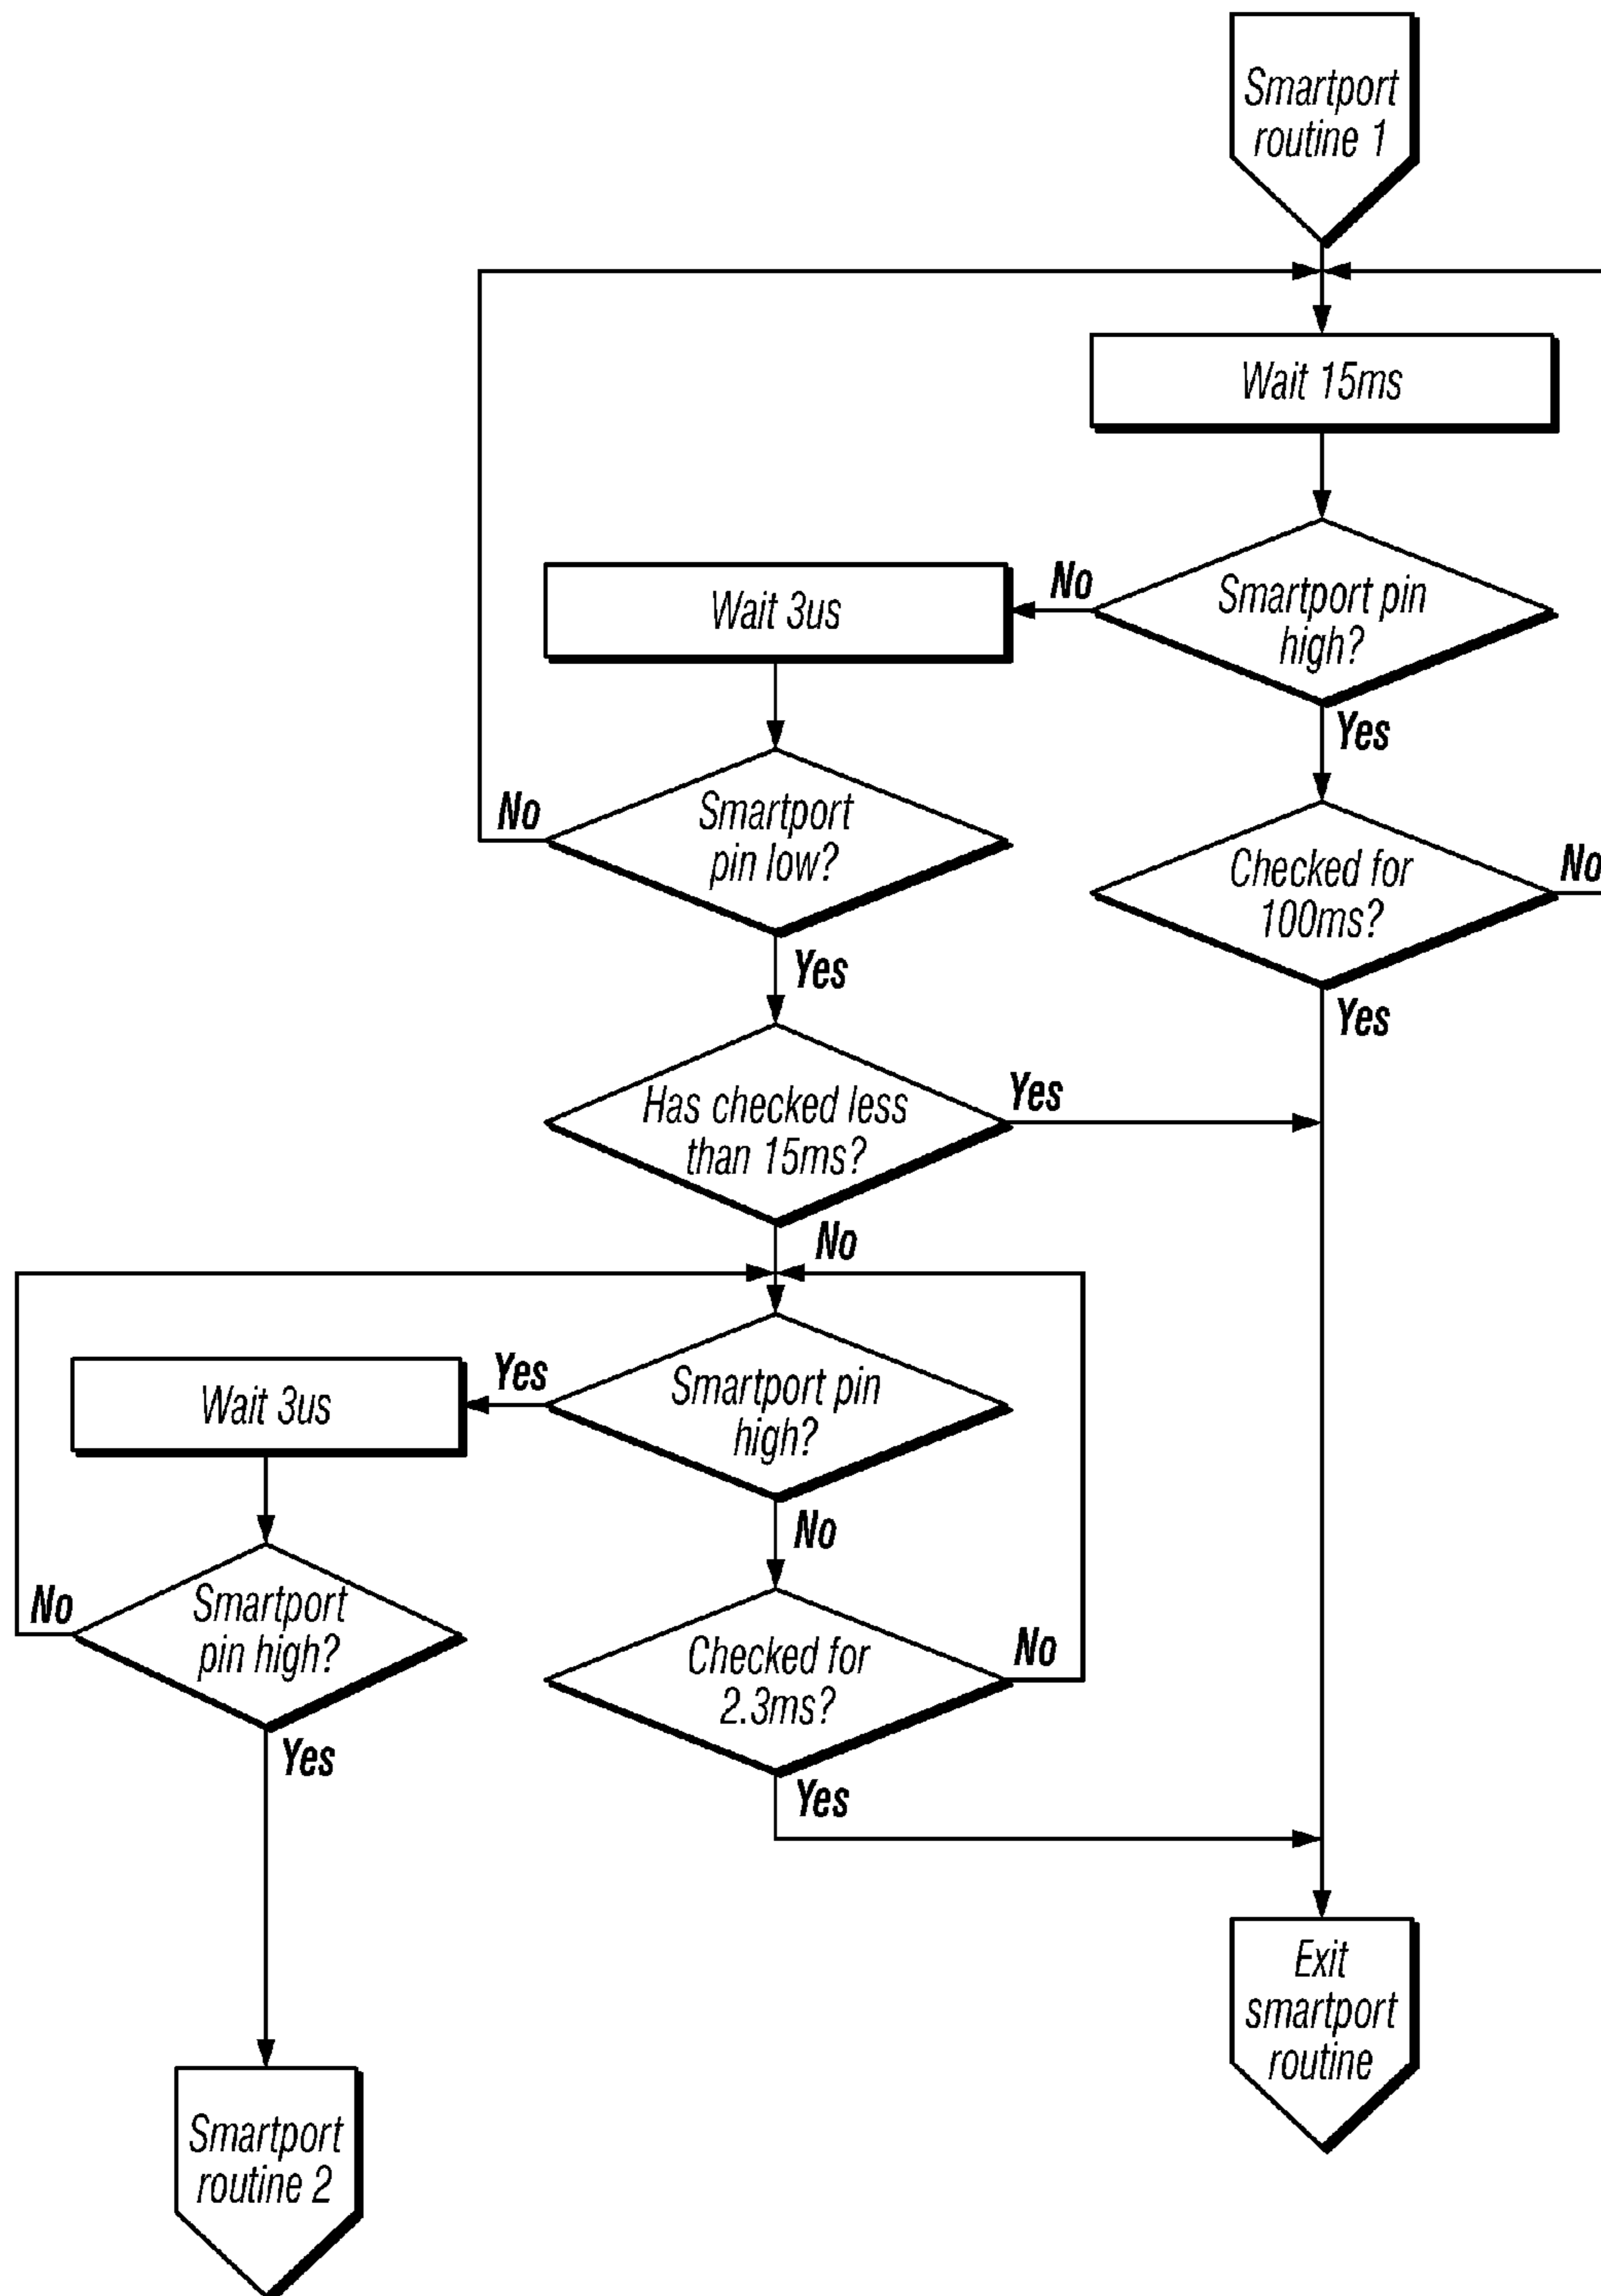 Smartport
routine 1
Wait 15ms
Smartport pin
high?
No
Wait 3us
Yes
Smartport
pin low?
No
Checked for
100ms?
No
Yes
Yes
Has checked less
than 15ms?
Yes
No
Smartport pin
high?
Yes
Wait 3us
No
Smartport
pin high?
No
Checked for
2.3ms?
No
Yes
Yes
Exit
smartport
routine
Smartport
routine 2